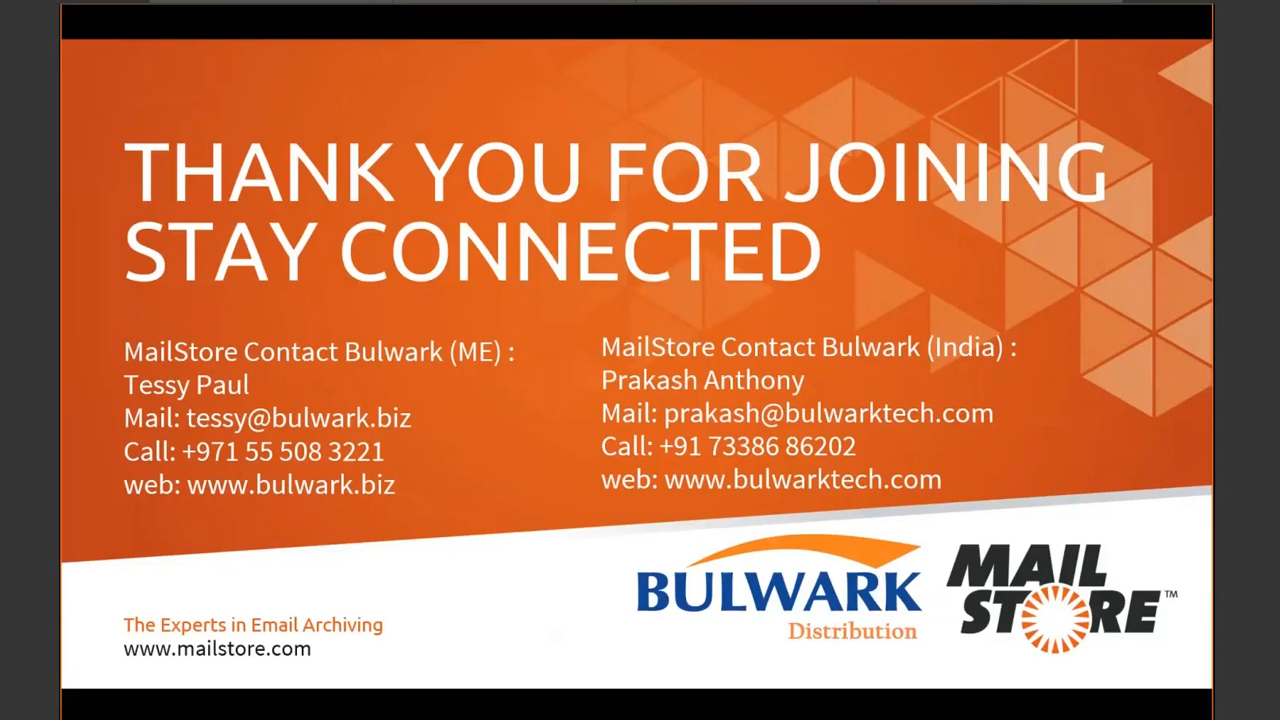 THANK YOU FOR JOINING
STAY CONNECTED
MailStore Contact Bulwark (ME) :
Tessy Paul
Mail: tessy@bulwark.biz
Call: +971 55 508 3221
web: www.bulwark.biz
MailStore Contact Bulwark (India) :
Prakash Anthony
Mail: prakash@bulwarktech.com
Call: +91 73386 86202
web: www.bulwarktech.com
BULWARK
Distribution
MAIL
STORE™
The Experts in Email Archiving
www.mailstore.com